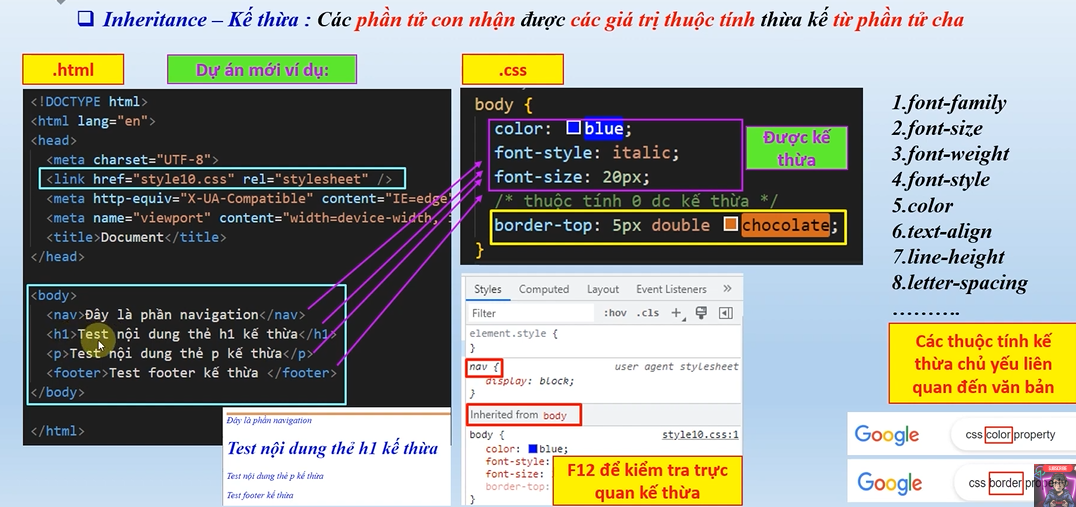 Inheritance – Kế thừa : Các phần tử con nhận được các giá trị thuộc tính thừa kế từ phần tử cha
.html
Dự án mới ví dụ:
<!DOCTYPE html>
<html lang="en">
<head>
<meta charset="UTF-8">
<link href="style10.css" rel="stylesheet" />
<meta http-equiv="X-UA-Compatible" content="IE=edge"
<meta name="viewport" content="width=device-width,
<title>Document</title>
</head>
<body>
<nav>Đây là phần navigation</nav>
<h1>Test nội dung thẻ h1 kế thừa</h1>
<p>Test nội dung thẻ p kế thừa</p>
<footer>Test footer kế thừa </footer>
</body>
</html>
Đây là phần navigation
Test nội dung thẻ h1 kế thừa
Test nội dung thẻ p kế thừa
Test footer kế thừa
.css
body {
color: blue;
font-style: italic;
font-size: 20px;
/* thuộc tính 0 dc kế thừa */
border-top: 5px double chocolate;
}
Được kế
thừa
Styles Computed Layout Event Listeners »
Filter :hov .cls +
element.style {
}
nav { user agent stylesheet
display: block;
}
Inherited from body
body { style10.css:1
color: blue;
font-style:
font-size:
border-top:
}
F12 để kiểm tra trực
quan kế thừa
1.font-family
2.font-size
3.font-weight
4.font-style
5.color
6.text-align
7.line-height
8.letter-spacing
……….
Các thuộc tính kế
thừa chủ yếu liên
quan đến văn bản
Google css color property
Google css border property
SUBSCRIBE